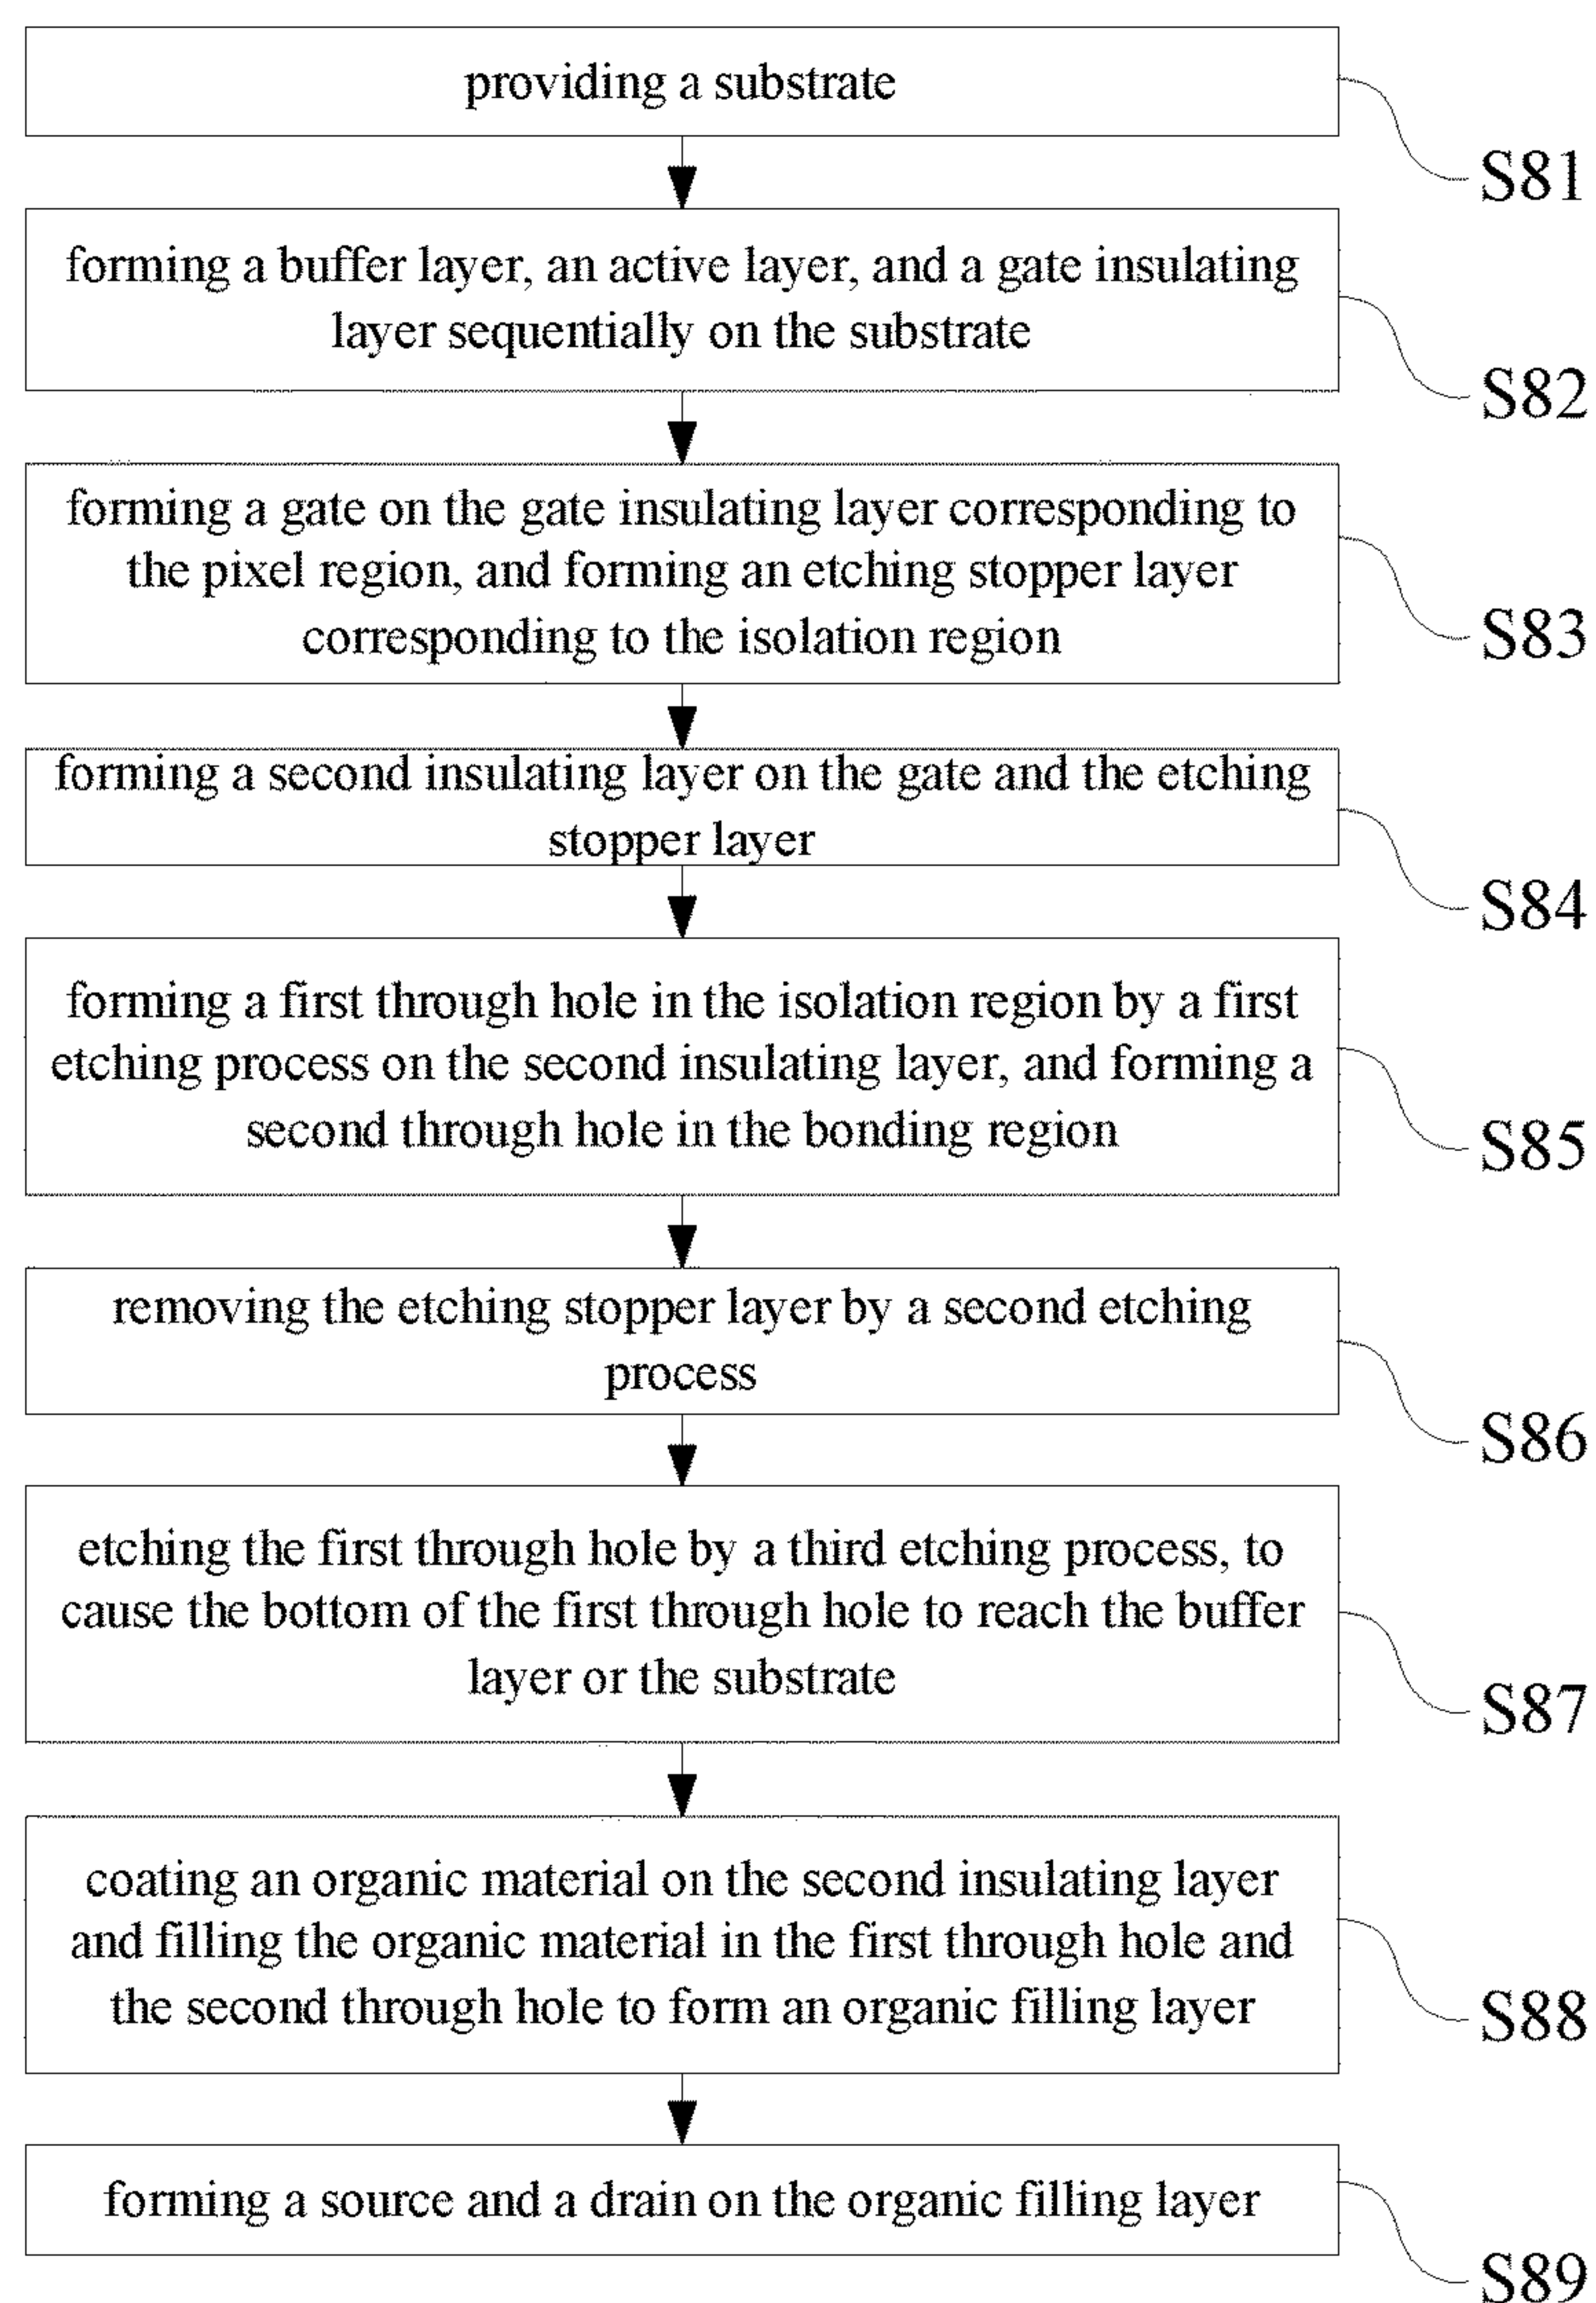 providing a substrate
S81
forming a buffer layer, an active layer, and a gate insulating
layer sequentially on the substrate
S82
forming a gate on the gate insulating layer corresponding to
the pixel region, and forming an etching stopper layer
corresponding to the isolation region
S83
forming a second insulating layer on the gate and the etching
stopper layer
S84
forming a first through hole in the isolation region by a first
etching process on the second insulating layer, and forming a
second through hole in the bonding region
S85
removing the etching stopper layer by a second etching
process
S86
etching the first through hole by a third etching process, to
cause the bottom of the first through hole to reach the buffer
layer or the substrate
S87
coating an organic material on the second insulating layer
and filling the organic material in the first through hole and
the second through hole to form an organic filling layer
S88
forming a source and a drain on the organic filling layer
S89